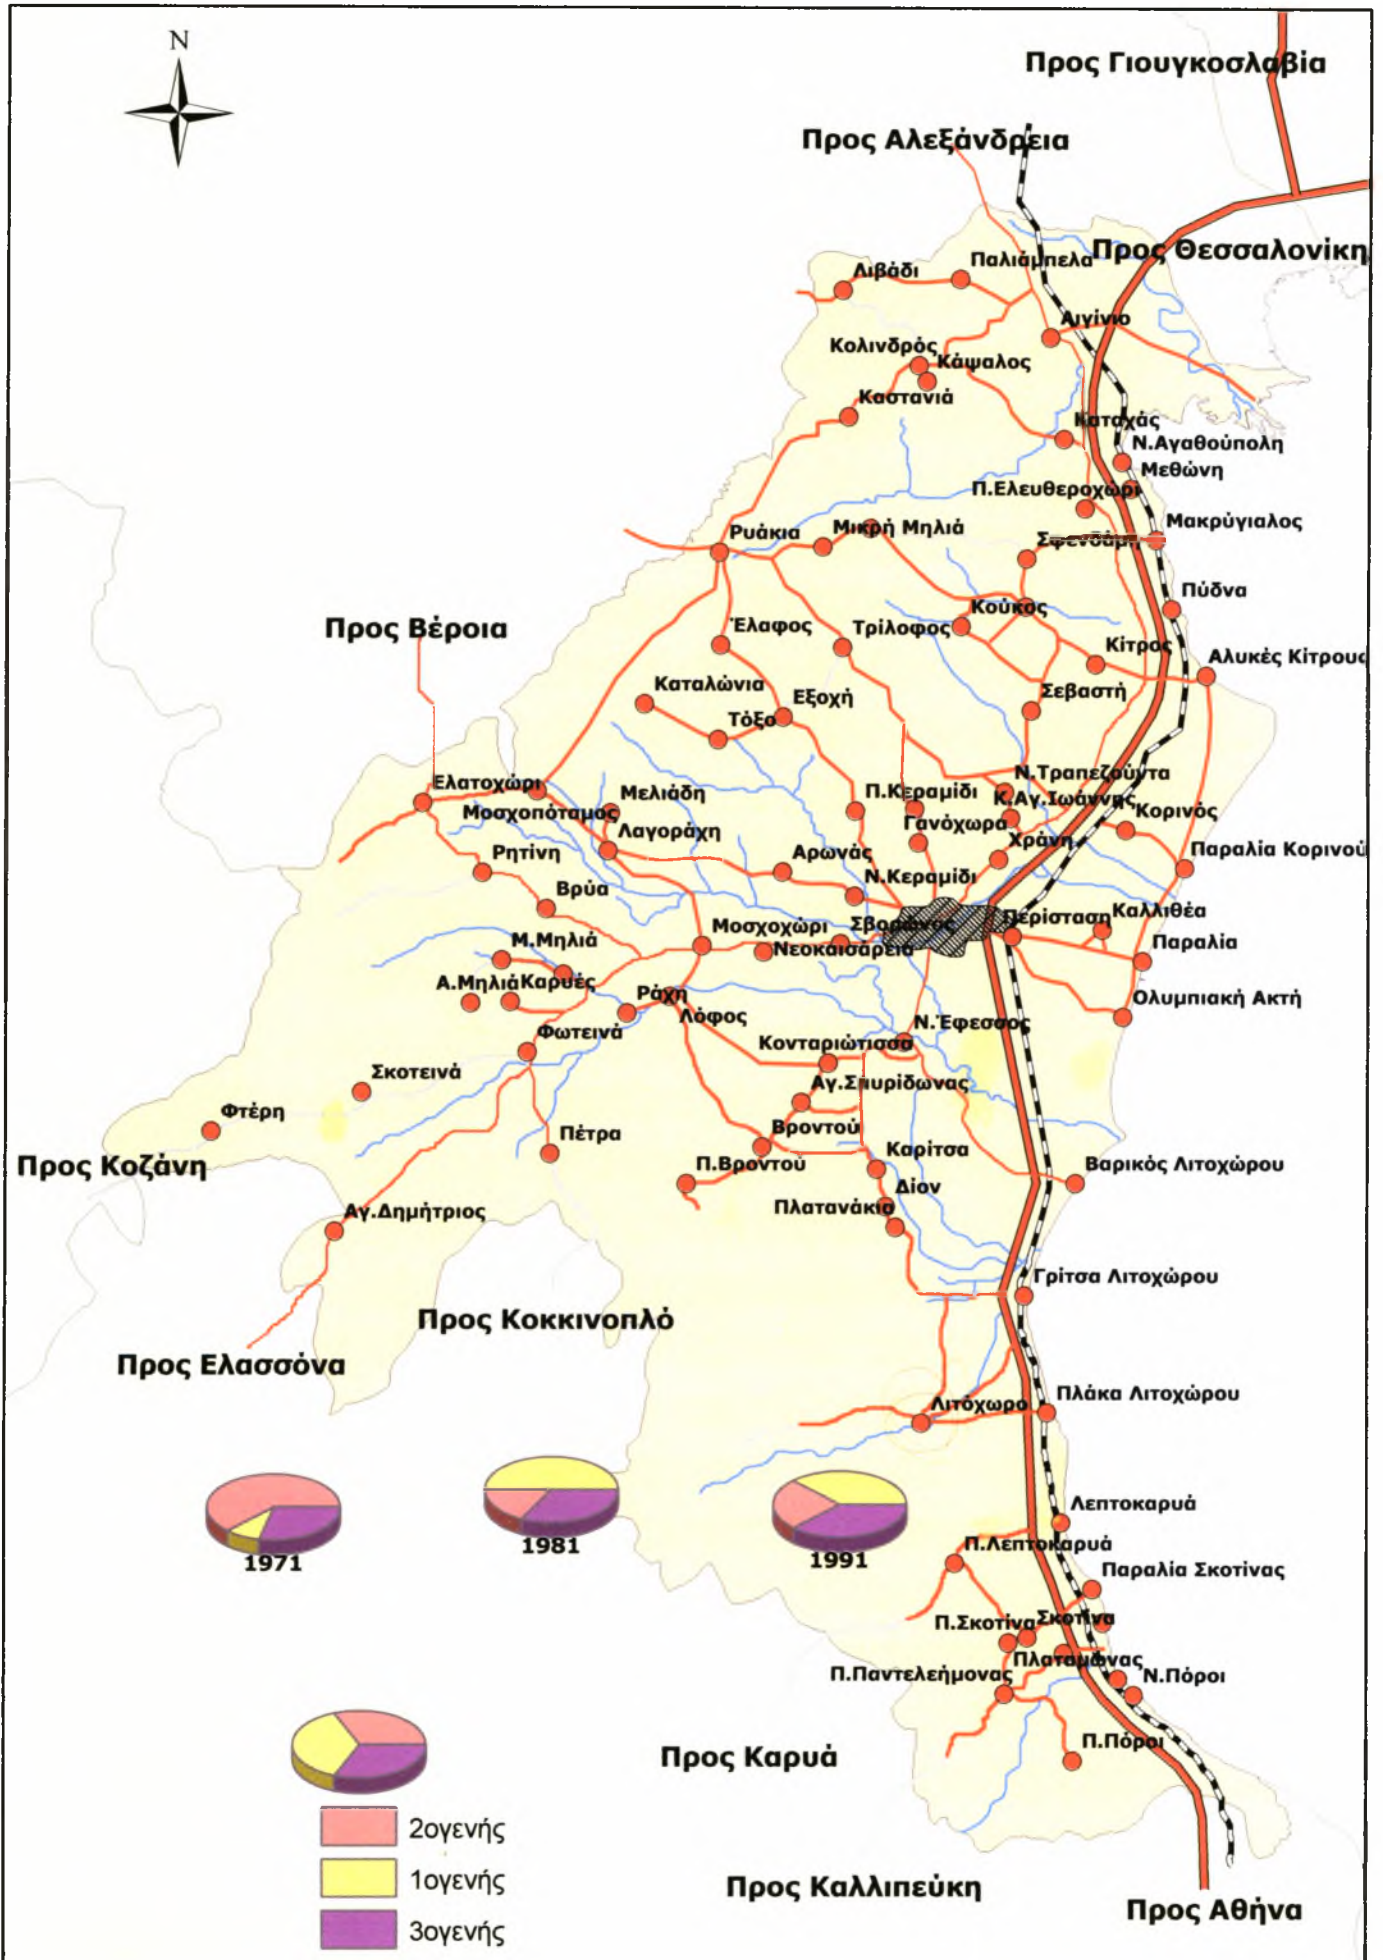 N
Προς Γιουγκοσλαβία
Προς Αλεξάνδρεια
Προς Θεσσαλονίκη
Παλιάμπελα
Λιβάδι
Αιγίνιο
Κολινδρός
Κάψαλος
Καστανιά
Καταχάς
Ν.Αγαθούπολη
Μεθώνη
Π.Ελευθεροχώρι
Μακρύγιαλος
Ρυάκια
Μικρή Μηλιά
Σφενδάμη
Πύδνα
Κούκος
Προς Βέροια
Έλαφος
Τρίλοφος
Κίτρος
Αλυκές Κίτρους
Καταλώνια
Εξοχή
Σεβαστή
Τόξο
Ν.Τραπεζούντα
Ελατοχώρι
Μελιάδη
Π.Κεραμίδι
Κ.Αγ.Ιωάννης
Μοσχοπόταμος
Κορινός
Γανόχωρα
Λαγοράχη
Χράνη
Ρητίνη
Αρωνάς
Παραλία Κορινού
Βρύα
Ν.Κεραμίδι
Μοσχοχώρι
Σβορώνος
Περίσταση
Καλλιθέα
Μ.Μηλιά
Νεοκαισάρεια
Παραλία
Α.Μηλιά
Καρυές
Ράχη
Ολυμπιακή Ακτή
Λόφος
Ν.Έφεσσος
Φωτεινά
Κονταριώτισσα
Σκοτεινά
Αγ.Σπυρίδωνας
Φτέρη
Πέτρα
Βροντού
Προς Κοζάνη
Π.Βροντού
Καρίτσα
Βαρικός Λιτοχώρου
Δίον
Αγ.Δημήτριος
Πλατανάκια
Γρίτσα Λιτοχώρου
Προς Κοκκινοπλό
Προς Ελασσόνα
Λιτόχωρο
Πλάκα Λιτοχώρου
Λεπτοκαρυά
1971
1981
1991
Π.Λεπτοκαρυά
Παραλία Σκοτίνας
Π.Σκοτίνα
Σκοτίνα
Πλαταμώνας
Π.Παντελεήμονας
Ν.Πόροι
Π.Πόροι
Προς Καρυά
2ογενής
1ογενής
3ογενής
Προς Καλλιπεύκη
Προς Αθήνα